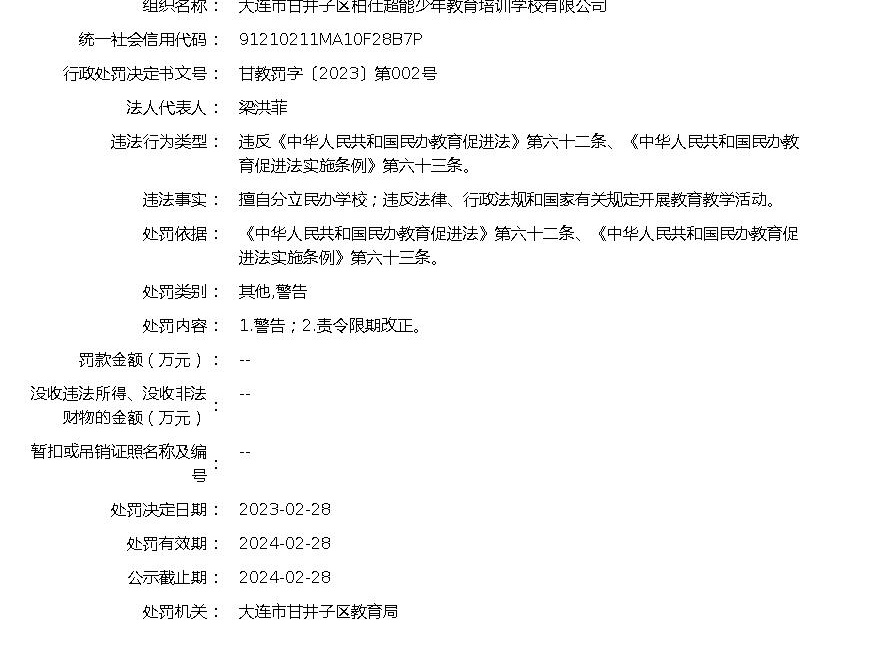 组织名称： 大连市甘井子区柏仕超能少年教育培训学校有限公司
统一社会信用代码： 91210211MA10F28B7P
行政处罚决定书文号： 甘教罚字〔2023〕第002号
法人代表人： 梁洪菲
违法行为类型： 违反《中华人民共和国民办教育促进法》第六十二条、《中华人民共和国民办教
育促进法实施条例》第六十三条。
违法事实： 擅自分立民办学校；违反法律、行政法规和国家有关规定开展教育教学活动。
处罚依据： 《中华人民共和国民办教育促进法》第六十二条、《中华人民共和国民办教育促
进法实施条例》第六十三条。
处罚类别： 其他,警告
处罚内容： 1.警告；2.责令限期改正。
罚款金额（万元）： --
没收违法所得、没收非法
财物的金额（万元）： --
暂扣或吊销证照名称及编
号： --
处罚决定日期： 2023-02-28
处罚有效期： 2024-02-28
公示截止期： 2024-02-28
处罚机关： 大连市甘井子区教育局